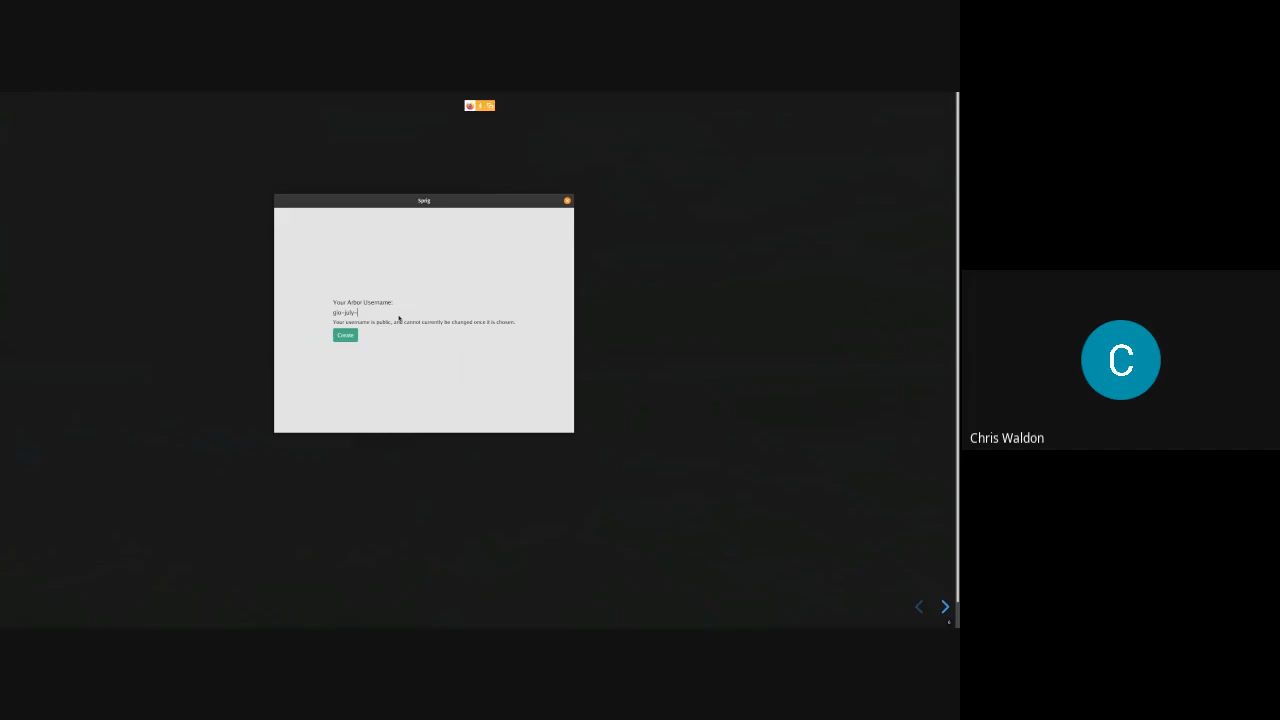 Sprig
Your Arbor Username:
gio-july-
Your username is public, and cannot currently be changed once it is chosen.
Create
C
Chris Waldon